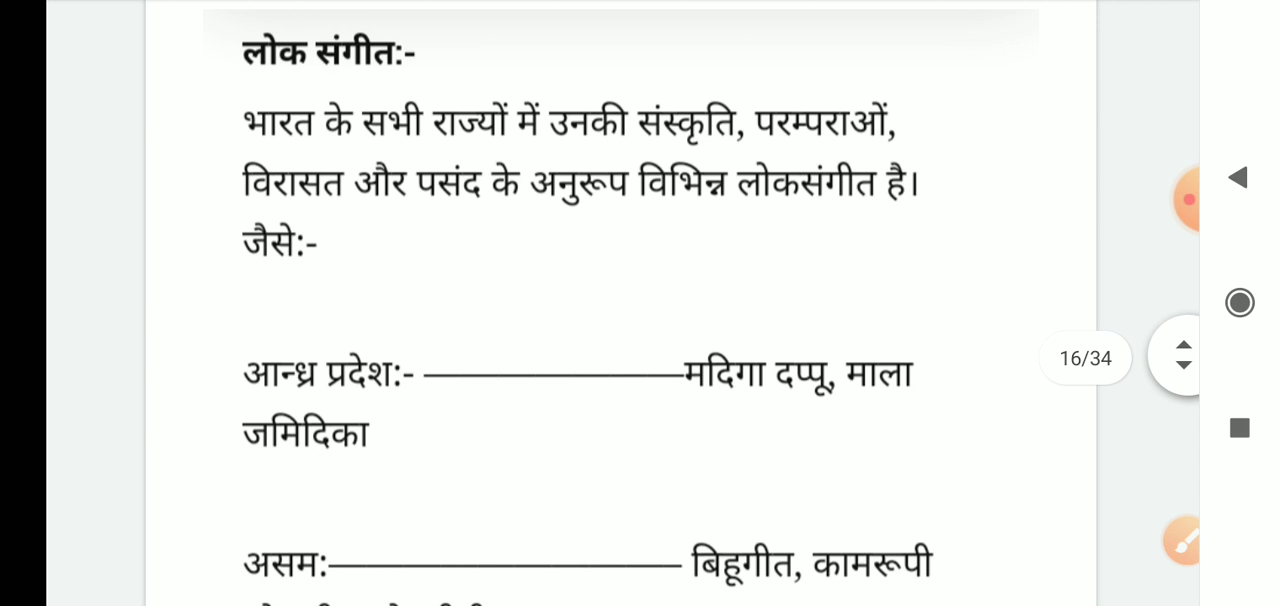 लोक संगीत:-
भारत के सभी राज्यों में उनकी संस्कृति, परम्पराओं,
विरासत और पसंद के अनुरूप विभिन्न लोकसंगीत है।
जैसे:-
आन्ध्र प्रदेश:- ——————————मदिगा दप्पू, माला
जमिदिका
असम:————————————— बिहूगीत, कामरूपी
16/34